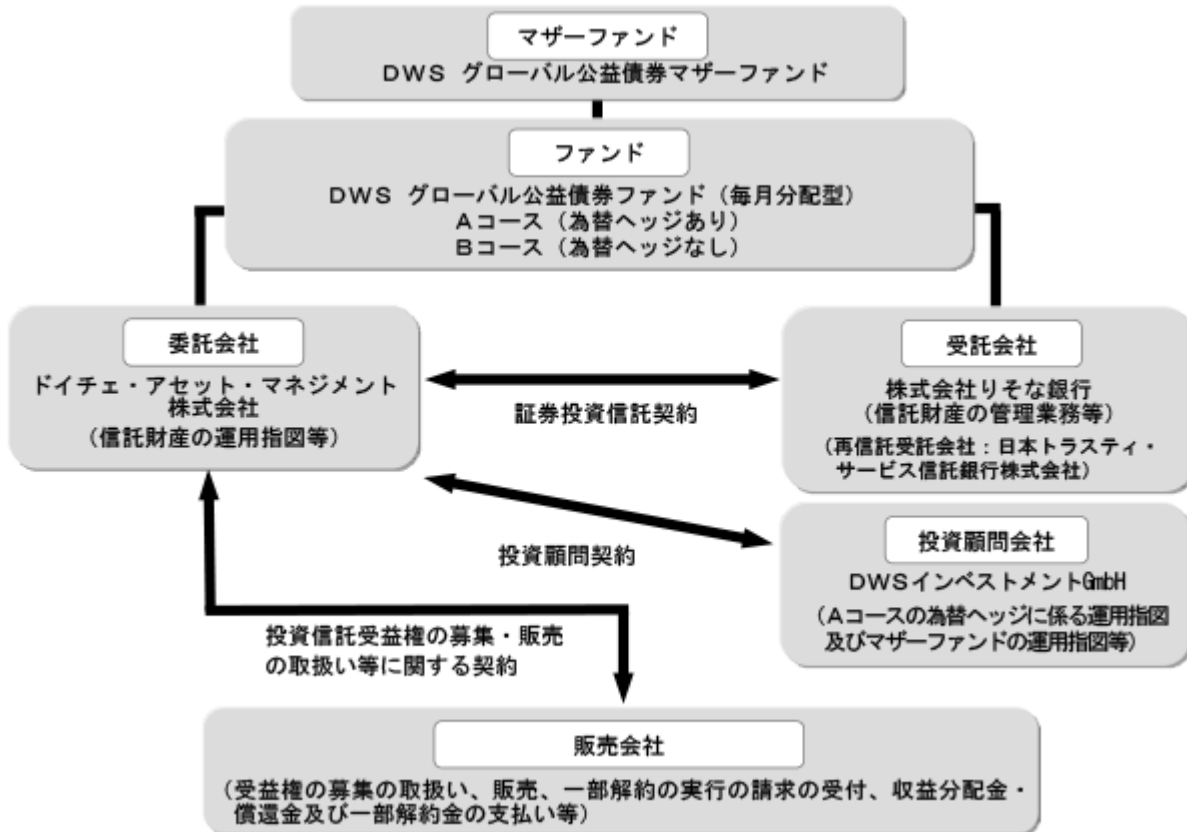 マザーファンド
DWS グローバル公益債券マザーファンド
ファンド
DWS グローバル公益債券ファンド（毎月分配型）
Aコース（為替ヘッジあり）
Bコース（為替ヘッジなし）
委託会社
ドイチェ・アセット・マネジメント
株式会社
（信託財産の運用指図等）
証券投資信託契約
受託会社
株式会社りそな銀行
（信託財産の管理業務等）
（再信託受託会社：日本トラスティ・
サービス信託銀行株式会社）
投資顧問契約
投資顧問会社
DWSインベストメントGmbH
（Aコースの為替ヘッジに係る運用指図
及びマザーファンドの運用指図等）
投資信託受益権の募集・販売
の取扱い等に関する契約
販売会社
（受益権の募集の取扱い、販売、一部解約の実行の請求の受付、収益分配金・
償還金及び一部解約金の支払い等）